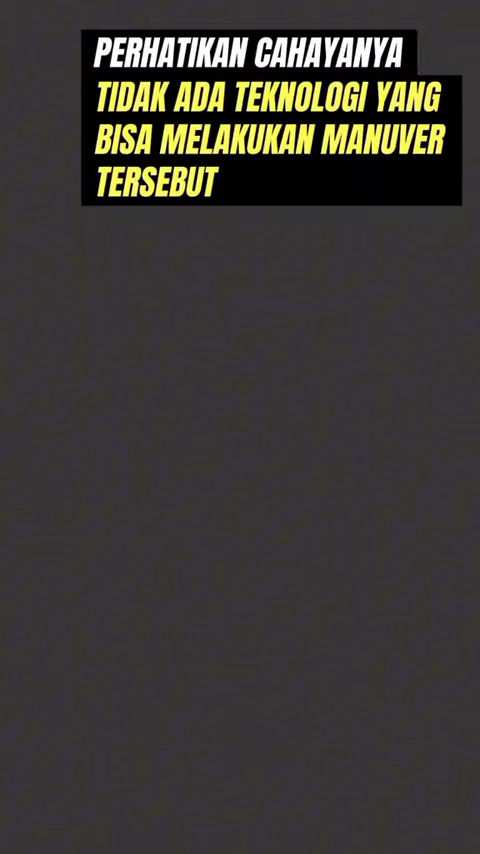 PERHATIKAN CAHAYANYA
TIDAK ADA TEKNOLOGI YANG
BISA MELAKUKAN MANUVER
TERSEBUT